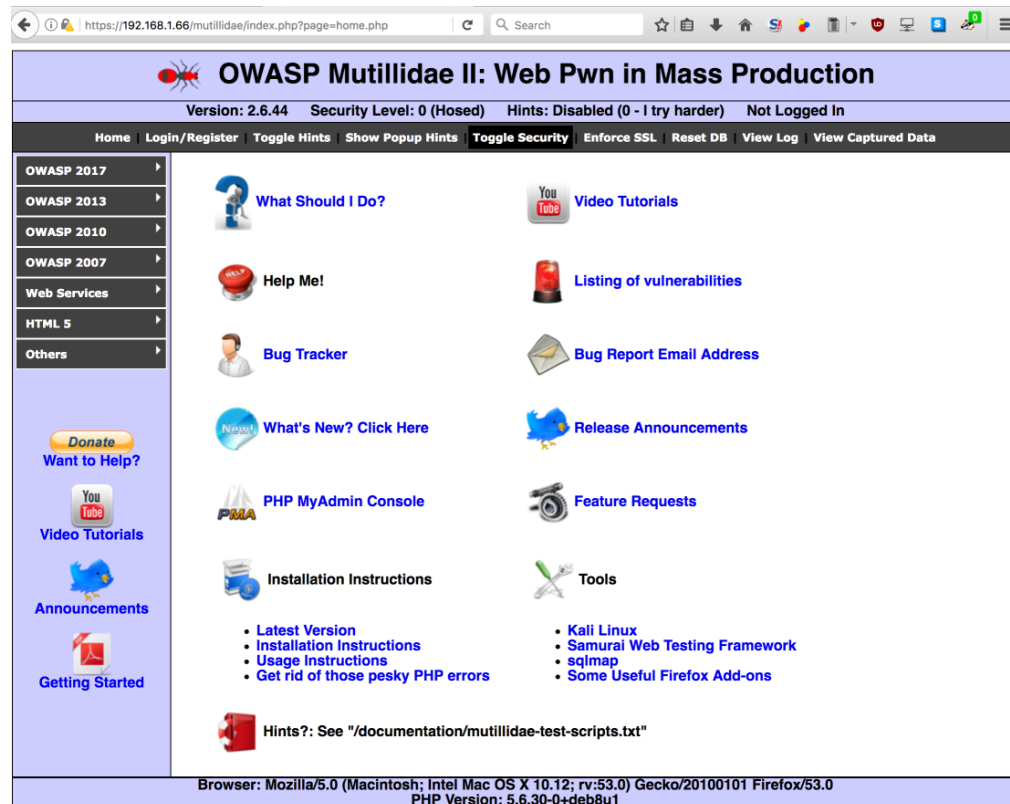 https://192.168.1.66/mutillidae/index.php?page=home.php
Search
OWASP Mutillidae II: Web Pwn in Mass Production
Version: 2.6.44 Security Level: 0 (Hosed) Hints: Disabled (0 - I try harder) Not Logged In
Home | Login/Register | Toggle Hints | Show Popup Hints | Toggle Security | Enforce SSL | Reset DB | View Log | View Captured Data
OWASP 2017
OWASP 2013
OWASP 2010
OWASP 2007
Web Services
HTML 5
Others
Donate
Want to Help?
You Tube
Video Tutorials
Announcements
Getting Started
What Should I Do?
You Tube
Video Tutorials
HELP
Help Me!
Listing of vulnerabilities
Bug Tracker
Bug Report Email Address
New!
What's New? Click Here
Release Announcements
PMA
PHP MyAdmin Console
Feature Requests
Installation Instructions
Tools
• Latest Version
• Installation Instructions
• Usage Instructions
• Get rid of those pesky PHP errors
• Kali Linux
• Samurai Web Testing Framework
• sqlmap
• Some Useful Firefox Add-ons
Hints?: See "/documentation/mutillidae-test-scripts.txt"
Browser: Mozilla/5.0 (Macintosh; Intel Mac OS X 10.12; rv:53.0) Gecko/20100101 Firefox/53.0
PHP Version: 5.6.30-0+deb8u1